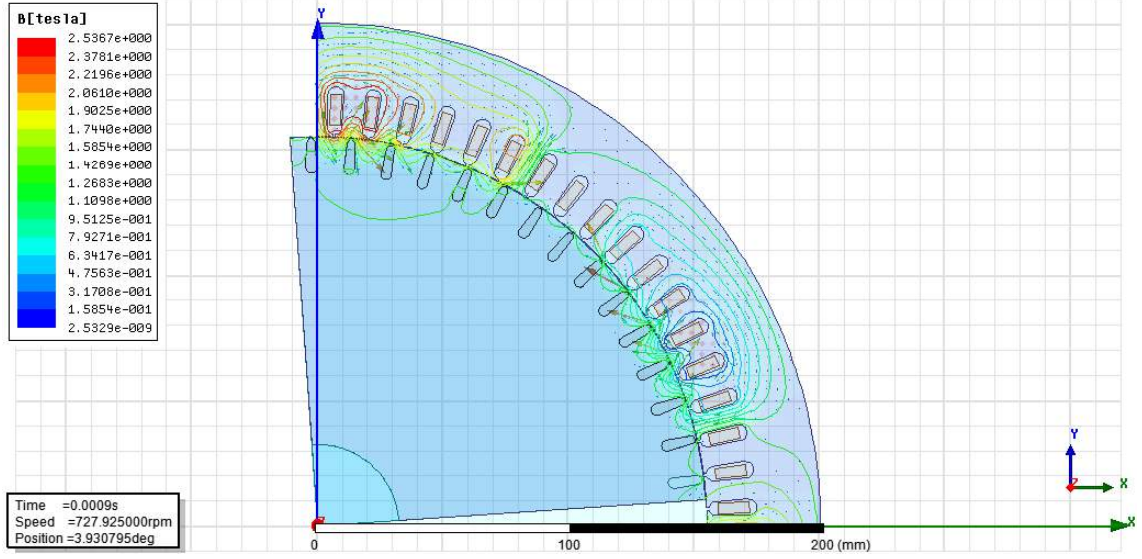 B[tesla]
2.5367e+000
2.3781e+000
2.2196e+000
2.0610e+000
1.9025e+000
1.7440e+000
1.5854e+000
1.4269e+000
1.2683e+000
1.1098e+000
9.5125e-001
7.9271e-001
6.3417e-001
4.7563e-001
3.1708e-001
1.5854e-001
2.5329e-009
Y
Y
X
Z
Time =0.0009s
Speed =727.925000rpm
Position =3.930795deg
X
0
100
200 (mm)